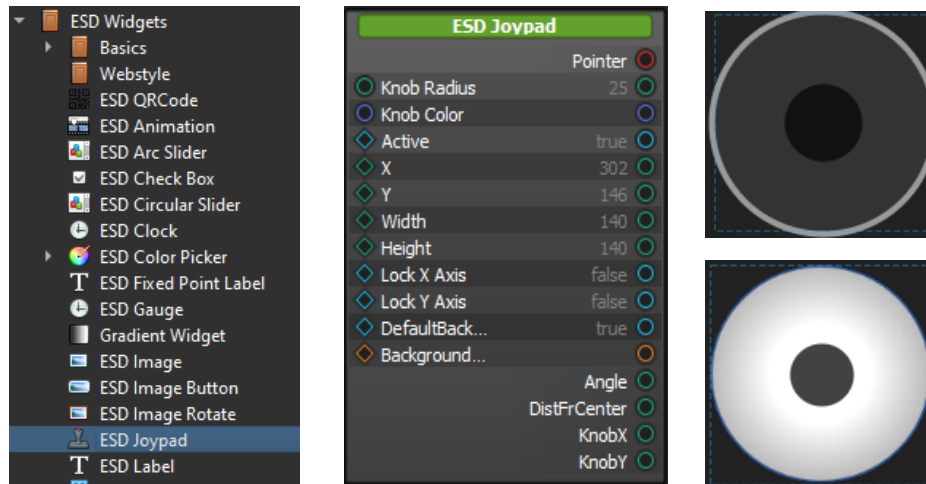 ESD Widgets
Basics
Webstyle
ESD QRCode
ESD Animation
ESD Arc Slider
ESD Check Box
ESD Circular Slider
ESD Clock
ESD Color Picker
ESD Fixed Point Label
ESD Gauge
Gradient Widget
ESD Image
ESD Image Button
ESD Image Rotate
ESD Joypad
ESD Label
ESD Joypad
Pointer
Knob Radius 25
Knob Color
Active true
X 302
Y 146
Width 140
Height 140
Lock X Axis false
Lock Y Axis false
DefaultBack... true
Background...
Angle
DistFrCenter
KnobX
KnobY